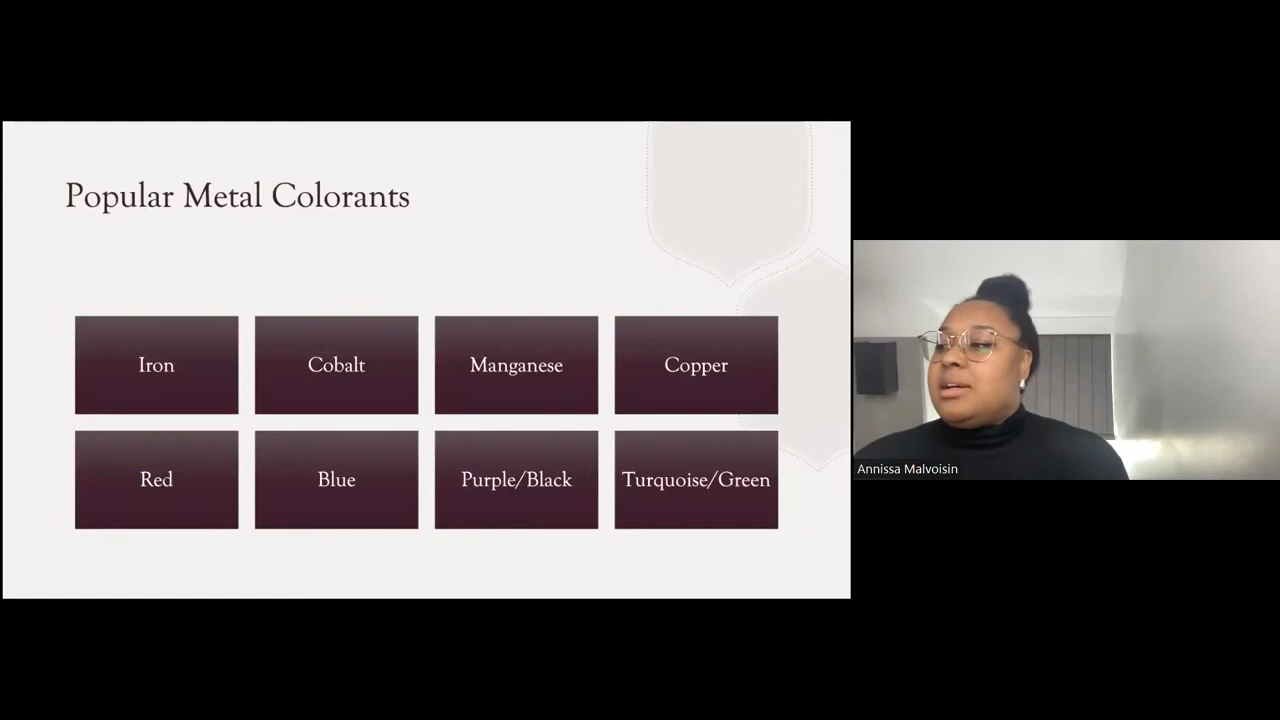 Popular Metal Colorants
Iron
Cobalt
Manganese
Copper
Red
Blue
Purple/Black
Turquoise/Green
Annissa Malvoisin